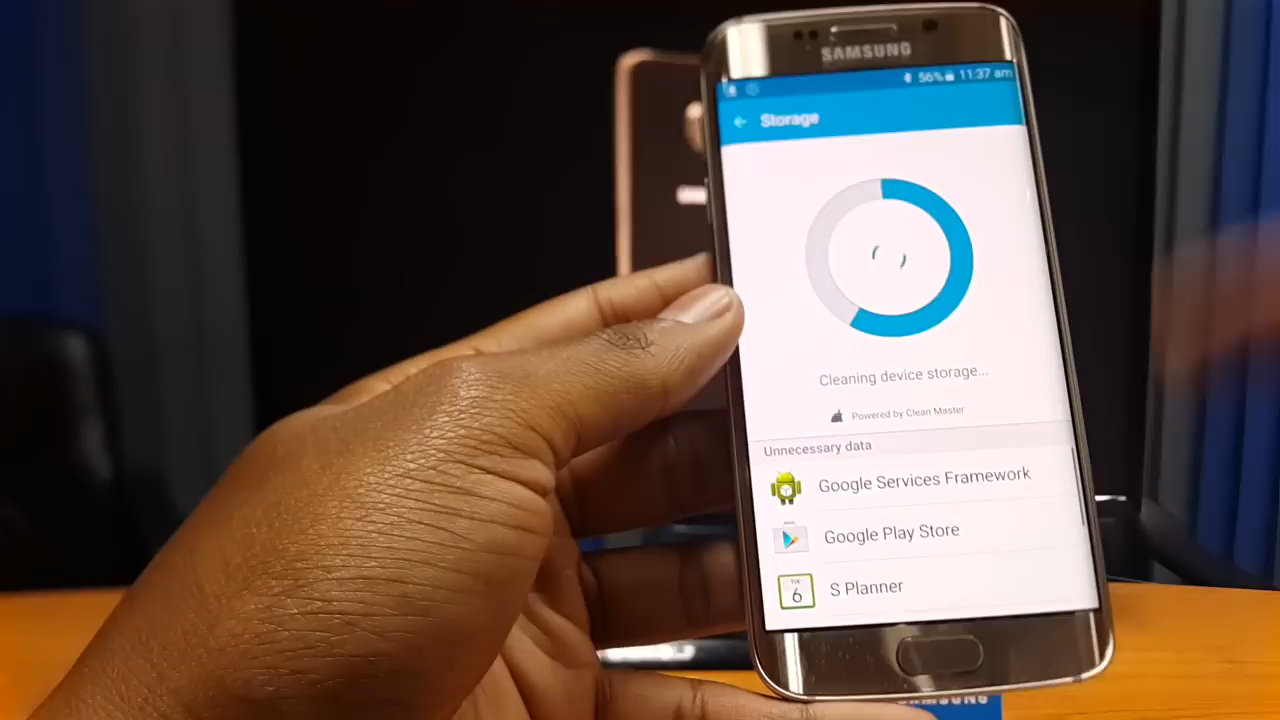 SAMSUNG
56% 11:37 am
Storage
Cleaning device storage...
Powered by Clean Master
Unnecessary data
Google Services Framework
Google Play Store
TUE
6
S Planner
SAMSUNG